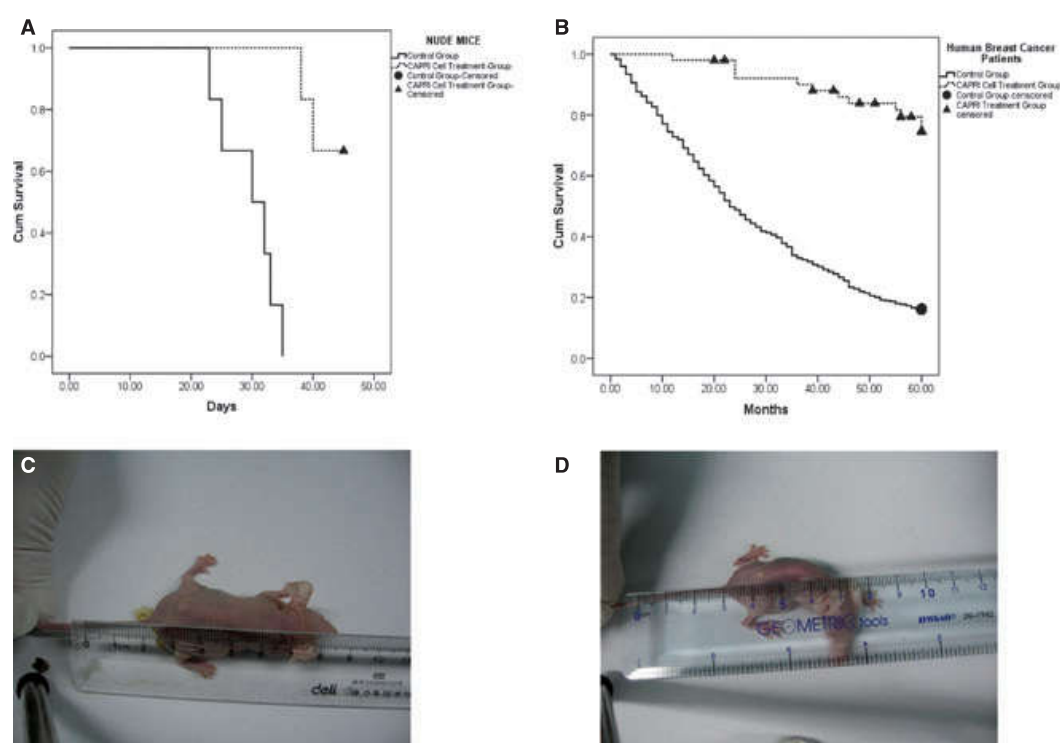 A
NUDE MICE
Control Group
CAPRI Cell Treatment-Group
Control Group-Censored
CAPRI Cell Treatment-Group-
Censored
Cum Survival
1.0
0.8
0.6
0.4
0.2
0.0
0.00 10.00 20.00 30.00 40.00 50.00
Days
B
Human Breast Cancer
Patients
Control Group
CAPRI Cell Treatment Group
Control Group-censored
CAPRI Treatment Group
censored
Cum Survival
1.0
0.8
0.6
0.4
0.2
0.0
0.00 10.00 20.00 30.00 40.00 50.00 60.00
Months
C
deli
D
10
GEOMETRIC tools